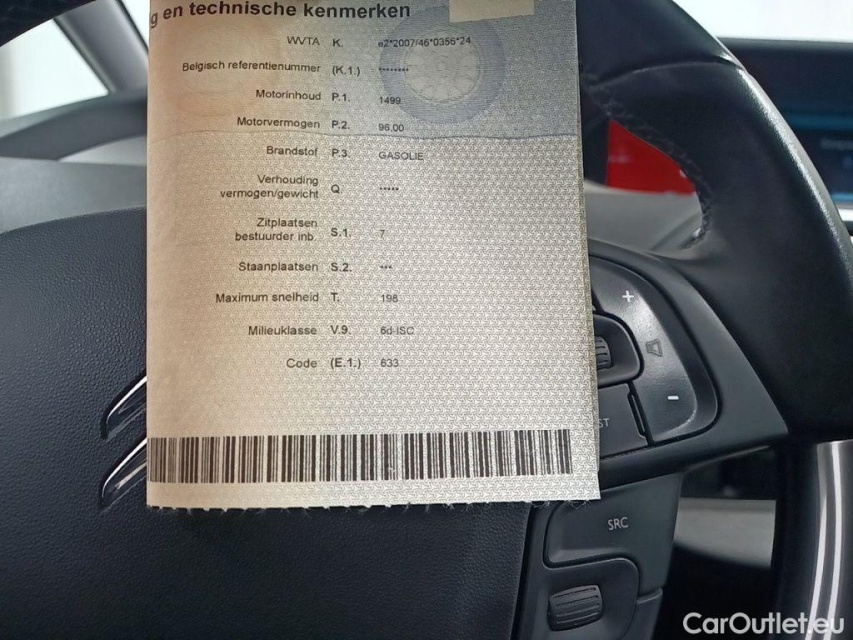 g en technische kenmerken
WVTA K. e2*2007/46*0356*24
Belgisch referentienummer (K.1.) ********
Motorinhoud P.1. 1499
Motorvermogen P.2. 96.00
Brandstof P.3. GASOLIE
Verhouding
vermogen/gewicht Q *****
Zitplaatsen
bestuurder inb. S.1. 7
Staanplaatsen S.2. ***
Maximum snelheid T. 198
Milieuklasse V.9. 6d-ISC
Code (E.1.) 633
+
-
ST
SRC
CarOutlet.eu